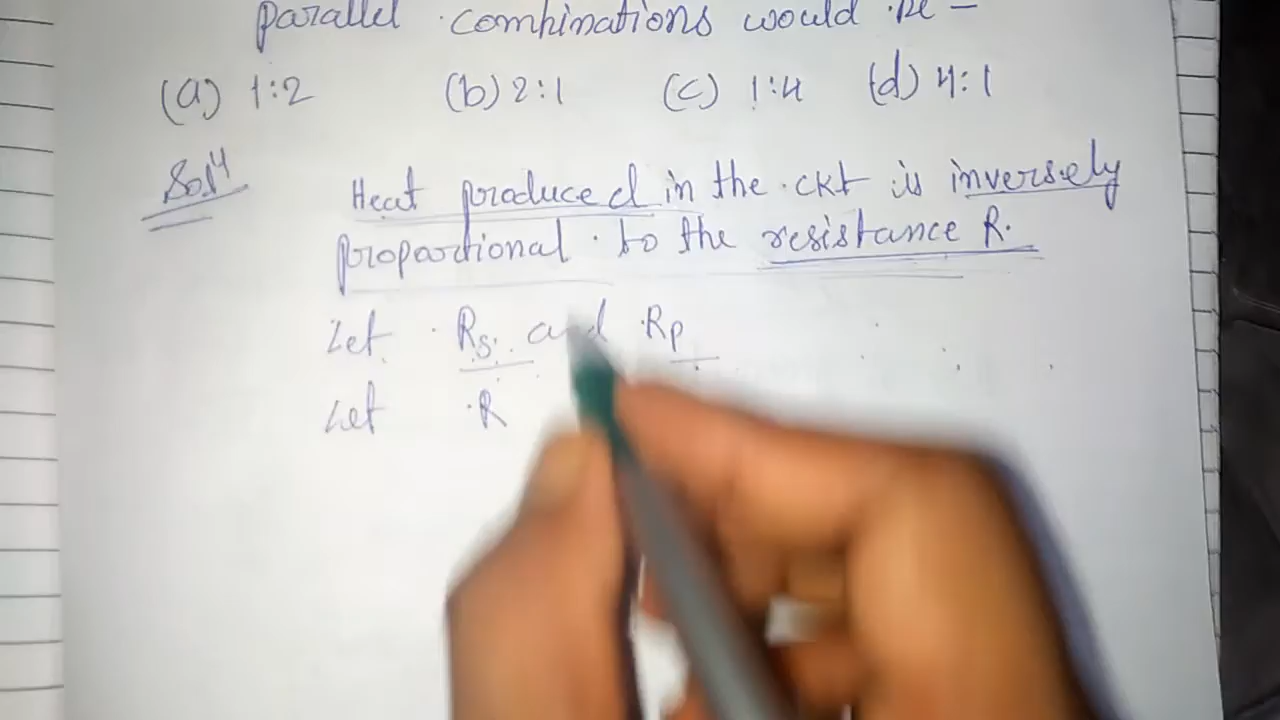 parallel combinations would be -
(a) 1:2 (b) 2:1 (c) 1:4 (d) 4:1
Soln Heat produced in the ckt is inversely
proportional to the resistance R.
Let Rs and Rp
Let R